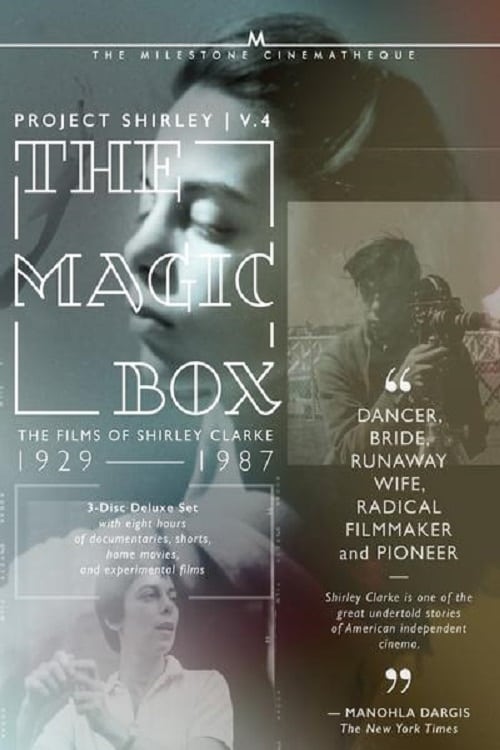 M
THE MILESTONE CINEMATHEQUE
PROJECT SHIRLEY | V.4
THE
MAGIC
BOX
THE FILMS OF SHIRLEY CLARKE
1929 — 1987
3-Disc Deluxe Set
with eight hours
of documentaries, shorts,
home movies,
and experimental films
“
DANCER,
BRIDE,
RUNAWAY
WIFE,
RADICAL
FILMMAKER
and PIONEER
—
Shirley Clarke is one of the
great undertold stories
of American independent
cinema.
”
— MANOHLA DARGIS
The New York Times